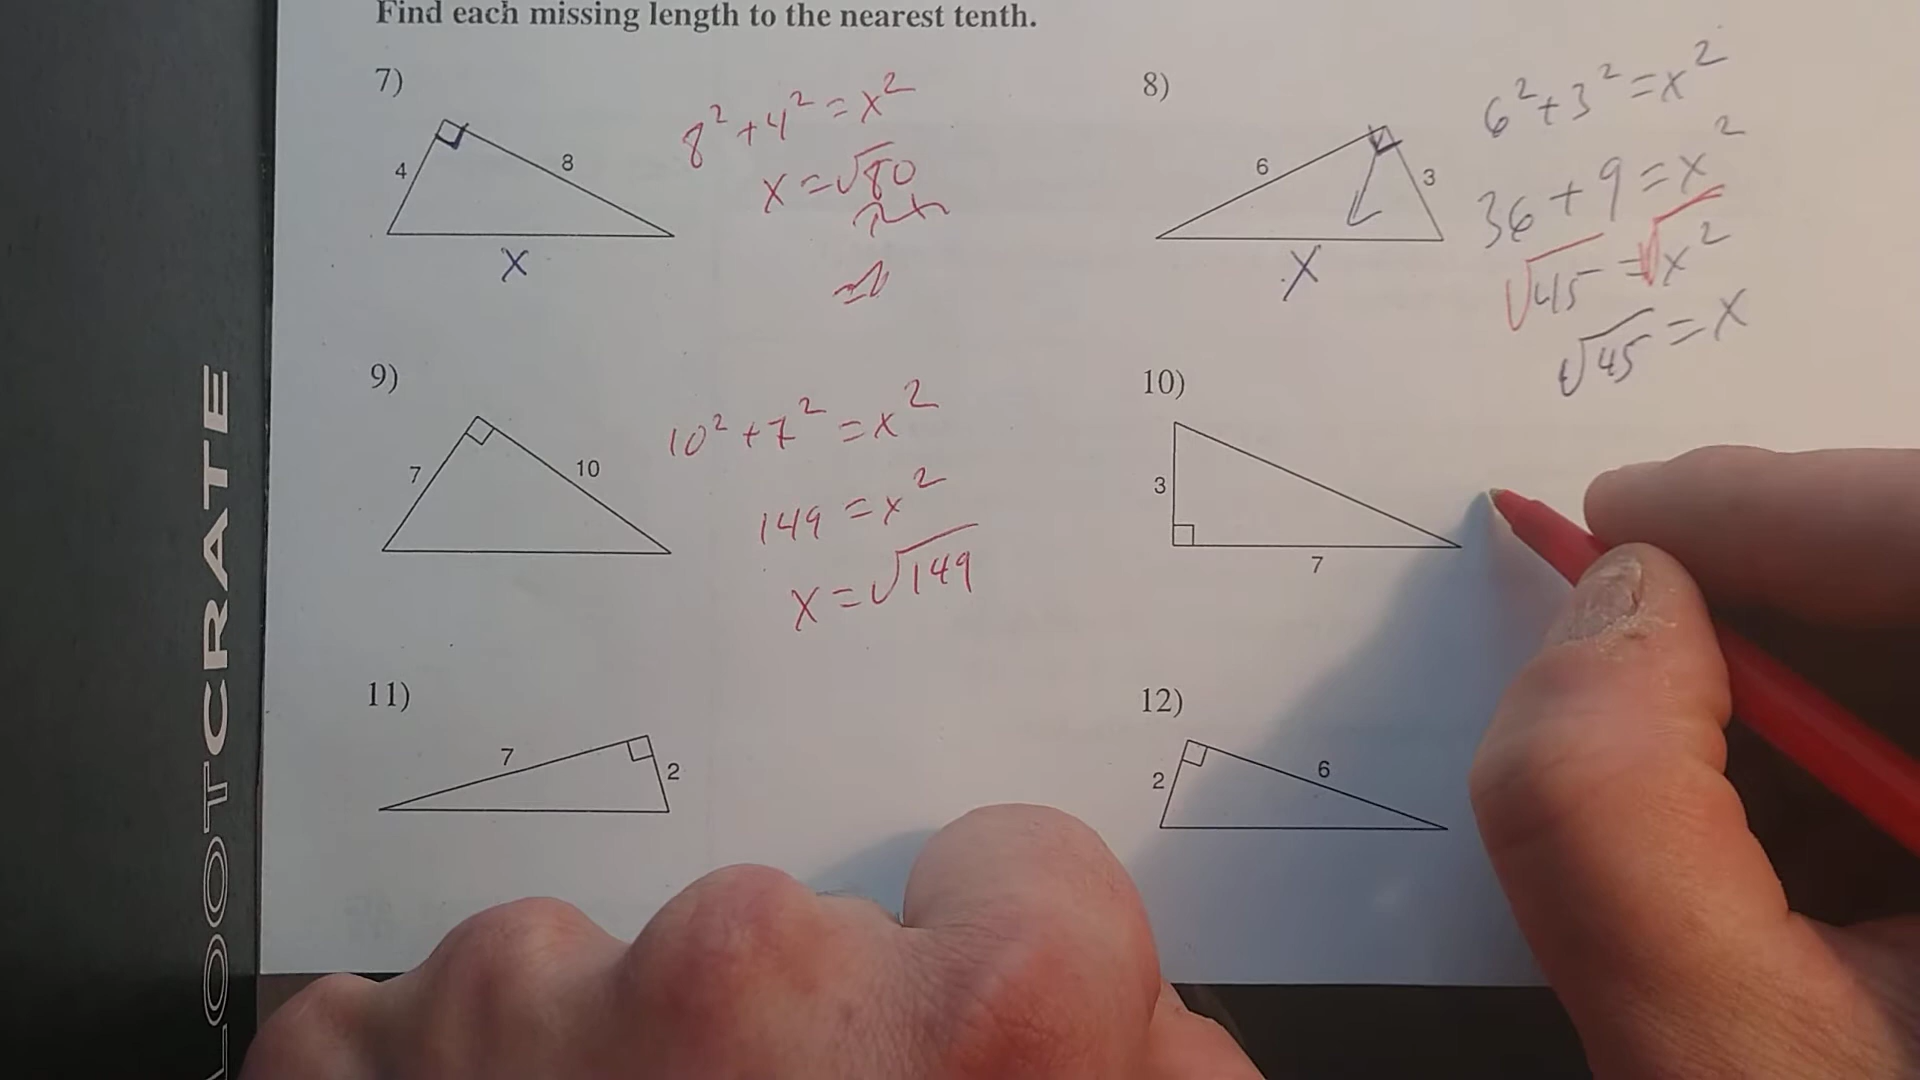 Find each missing length to the nearest tenth.
7)
4
8
X
8² + 4² = x²
x = √80
8)
6
3
X
6² + 3² = x²
36 + 9 = x²
√45 = √x²
√45 = x
9)
7
10
10² + 7² = x²
149 = x²
x = √149
10)
3
7
11)
7
2
12)
2
6
LOOTCRATE